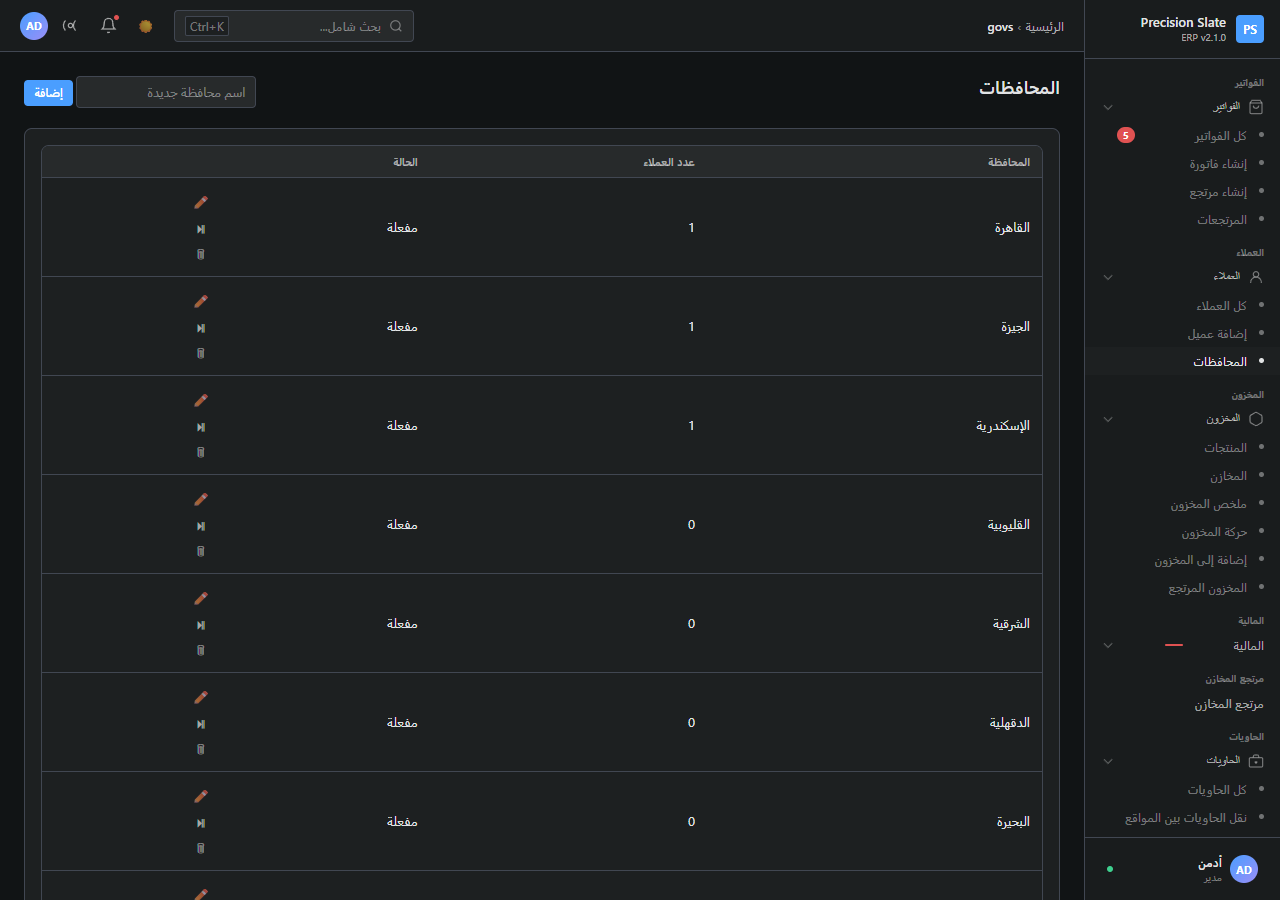 Precision Slate
ERP v2.1.0
PS
الرئيسية › govs
بحث شامل...
Ctrl+K
AD
الفواتير
الفواتير
كل الفواتير
5
إنشاء فاتورة
إنشاء مرتجع
المرتجعات
العملاء
العملاء
كل العملاء
إضافة عميل
المحافظات
المخزون
المخزون
المنتجات
المخازن
ملخص المخزون
حركة المخزون
إضافة إلى المخزون
المخزون المرتجع
المالية
المالية
مرتجع المخازن
مرتجع المخازن
الحاويات
الحاويات
كل الحاويات
نقل الحاويات بين المواقع
أدمن
مدير
AD
المحافظات
اسم محافظة جديدة
إضافة
المحافظة عدد العملاء الحالة
القاهرة 1 مفعلة
الجيزة 1 مفعلة
الإسكندرية 1 مفعلة
القليوبية 0 مفعلة
الشرقية 0 مفعلة
الدقهلية 0 مفعلة
البحيرة 0 مفعلة